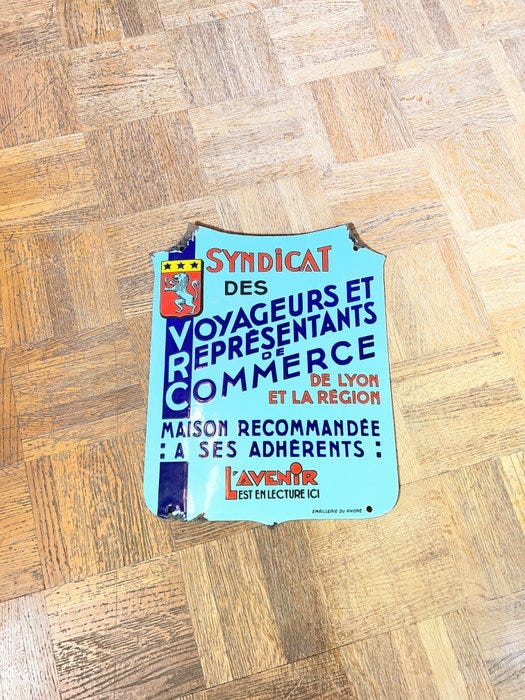 SYNDICAT
DES
VOYAGEURS ET
REPRÉSENTANTS
DE
COMMERCE
DE LYON
ET LA RÉGION
MAISON RECOMMANDÉE
: A SES ADHÉRENTS :
L'AVENIR
EST EN LECTURE ICI
EMAILLERIE DU RHONE